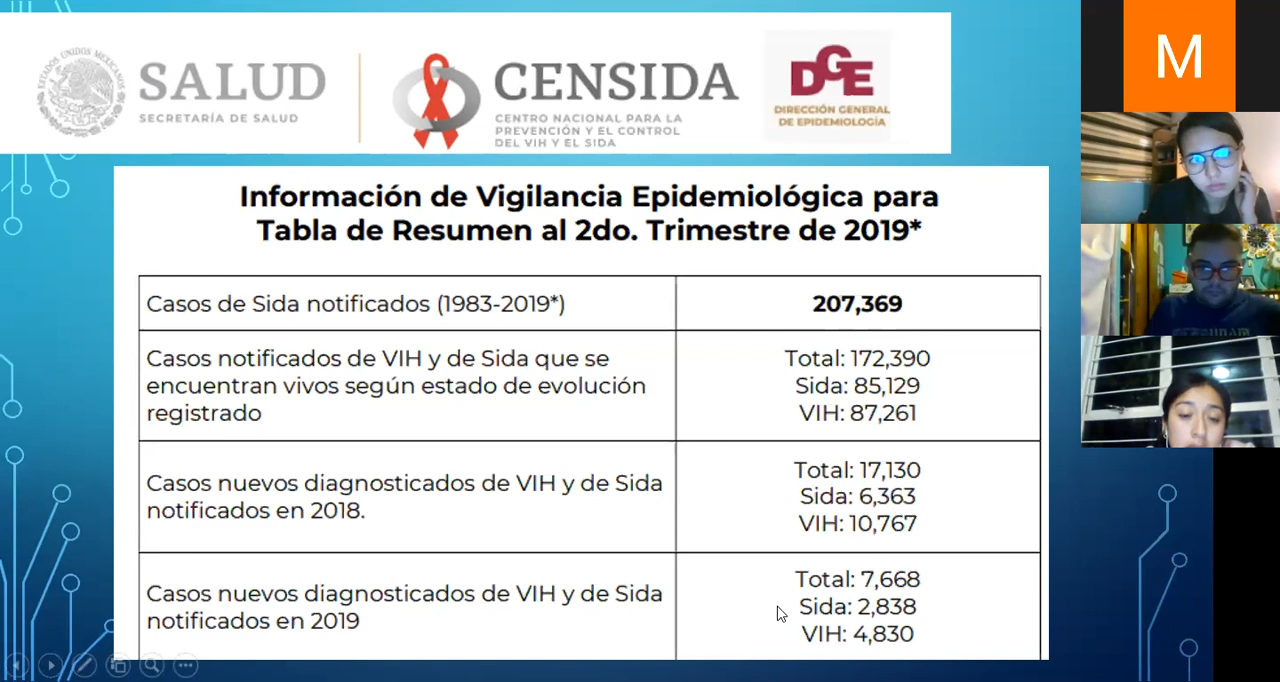 ESTADOS UNIDOS MEXICANOS
SALUD
SECRETARÍA DE SALUD
CENSIDA
CENTRO NACIONAL PARA LA
PREVENCIÓN Y EL CONTROL
DEL VIH Y EL SIDA
DGE
DIRECCIÓN GENERAL
DE EPIDEMIOLOGÍA
M
Información de Vigilancia Epidemiológica para
Tabla de Resumen al 2do. Trimestre de 2019*
Casos de Sida notificados (1983-2019*)
207,369
Casos notificados de VIH y de Sida que se
encuentran vivos según estado de evolución
registrado
Total: 172,390
Sida: 85,129
VIH: 87,261
Casos nuevos diagnosticados de VIH y de Sida
notificados en 2018.
Total: 17,130
Sida: 6,363
VIH: 10,767
Casos nuevos diagnosticados de VIH y de Sida
notificados en 2019
Total: 7,668
Sida: 2,838
VIH: 4,830